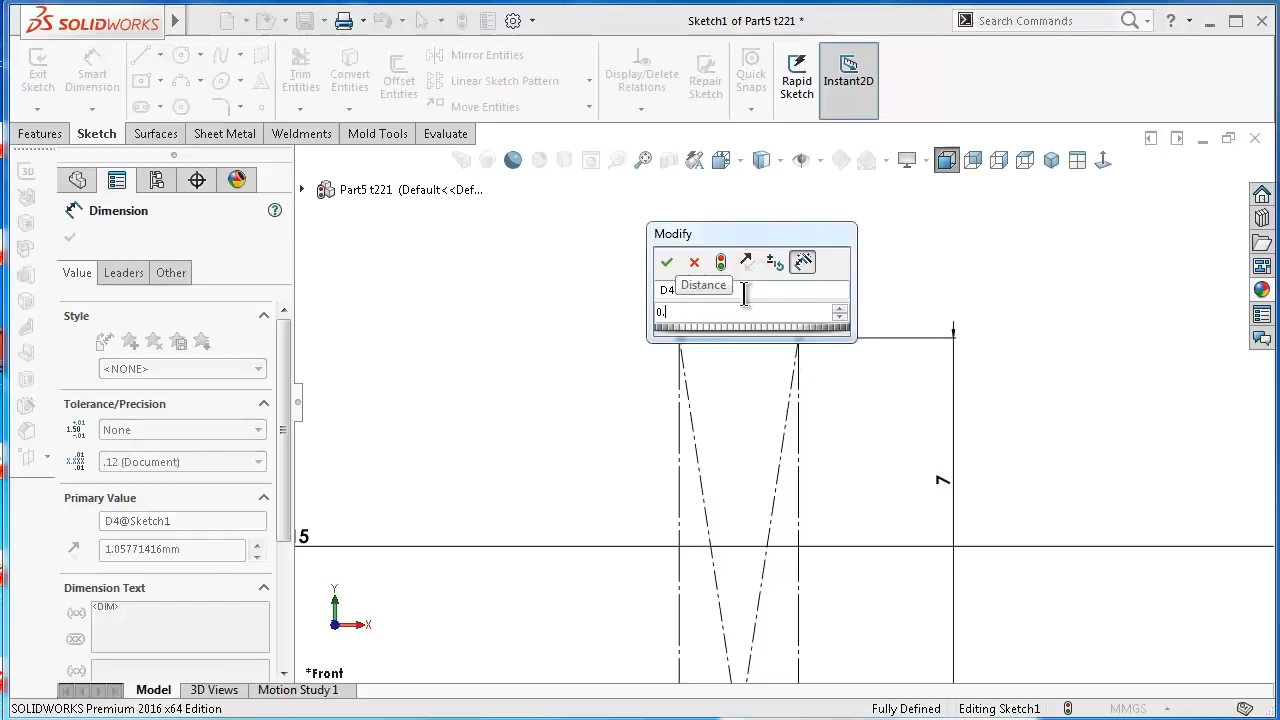 SOLIDWORKS
Sketch1 of Part5 t221 *
Search Commands
Exit Sketch
Smart Dimension
Trim Entities
Convert Entities
Offset Entities
Mirror Entities
Linear Sketch Pattern
Move Entities
Display/Delete Relations
Repair Sketch
Quick Snaps
Rapid Sketch
Instant2D
Features
Sketch
Surfaces
Sheet Metal
Weldments
Mold Tools
Evaluate
3D
Part5 t221 (Default<<Def...
Dimension
Value
Leaders
Other
Style
<NONE>
Tolerance/Precision
None
.12 (Document)
Primary Value
D4@Sketch1
1.05771416mm
Dimension Text
<DIM>
Modify
D4
Distance
0.
7
5
Y
X
*Front
Model
3D Views
Motion Study 1
SOLIDWORKS Premium 2016 x64 Edition
Fully Defined
Editing Sketch1
MMGS